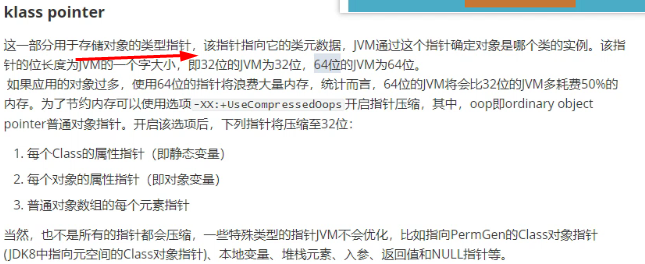 klass pointer
这一部分用于存储对象的类型指针，该指针指向它的类元数据，JVM通过这个指针确定对象是哪个类的实例。该指
针的位长度为JVM的一个字大小，即32位的JVM为32位，64位的JVM为64位。
如果应用的对象过多，使用64位的指针将浪费大量内存，统计而言，64位的JVM将会比32位的JVM多耗费50%的
内存。为了节约内存可以使用选项-XX:+UseCompressedOops开启指针压缩，其中，oop即ordinary object
pointer普通对象指针。开启该选项后，下列指针将压缩至32位：
1. 每个Class的属性指针（即静态变量）
2. 每个对象的属性指针（即对象变量）
3. 普通对象数组的每个元素指针
当然，也不是所有的指针都会压缩，一些特殊类型的指针JVM不会优化，比如指向PermGen的Class对象指针
(JDK8中指向元空间的Class对象指针)、本地变量、堆栈元素、入参、返回值和NULL指针等。